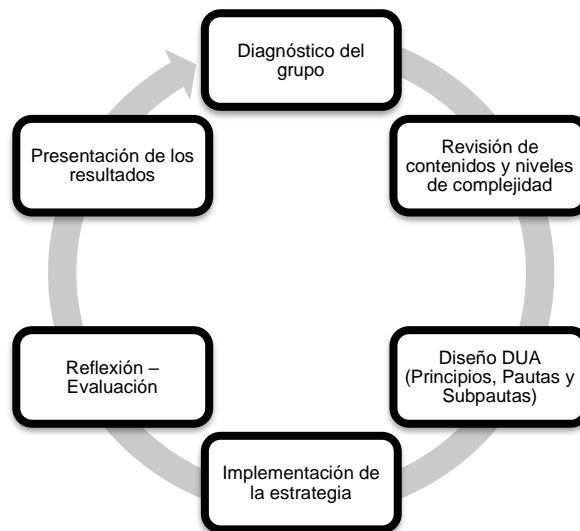 Diagnóstico del
grupo
Revisión de
contenidos y niveles
de complejidad
Diseño DUA
(Principios, Pautas y
Subpautas)
Implementación de
la estrategia
Reflexión –
Evaluación
Presentación de los
resultados